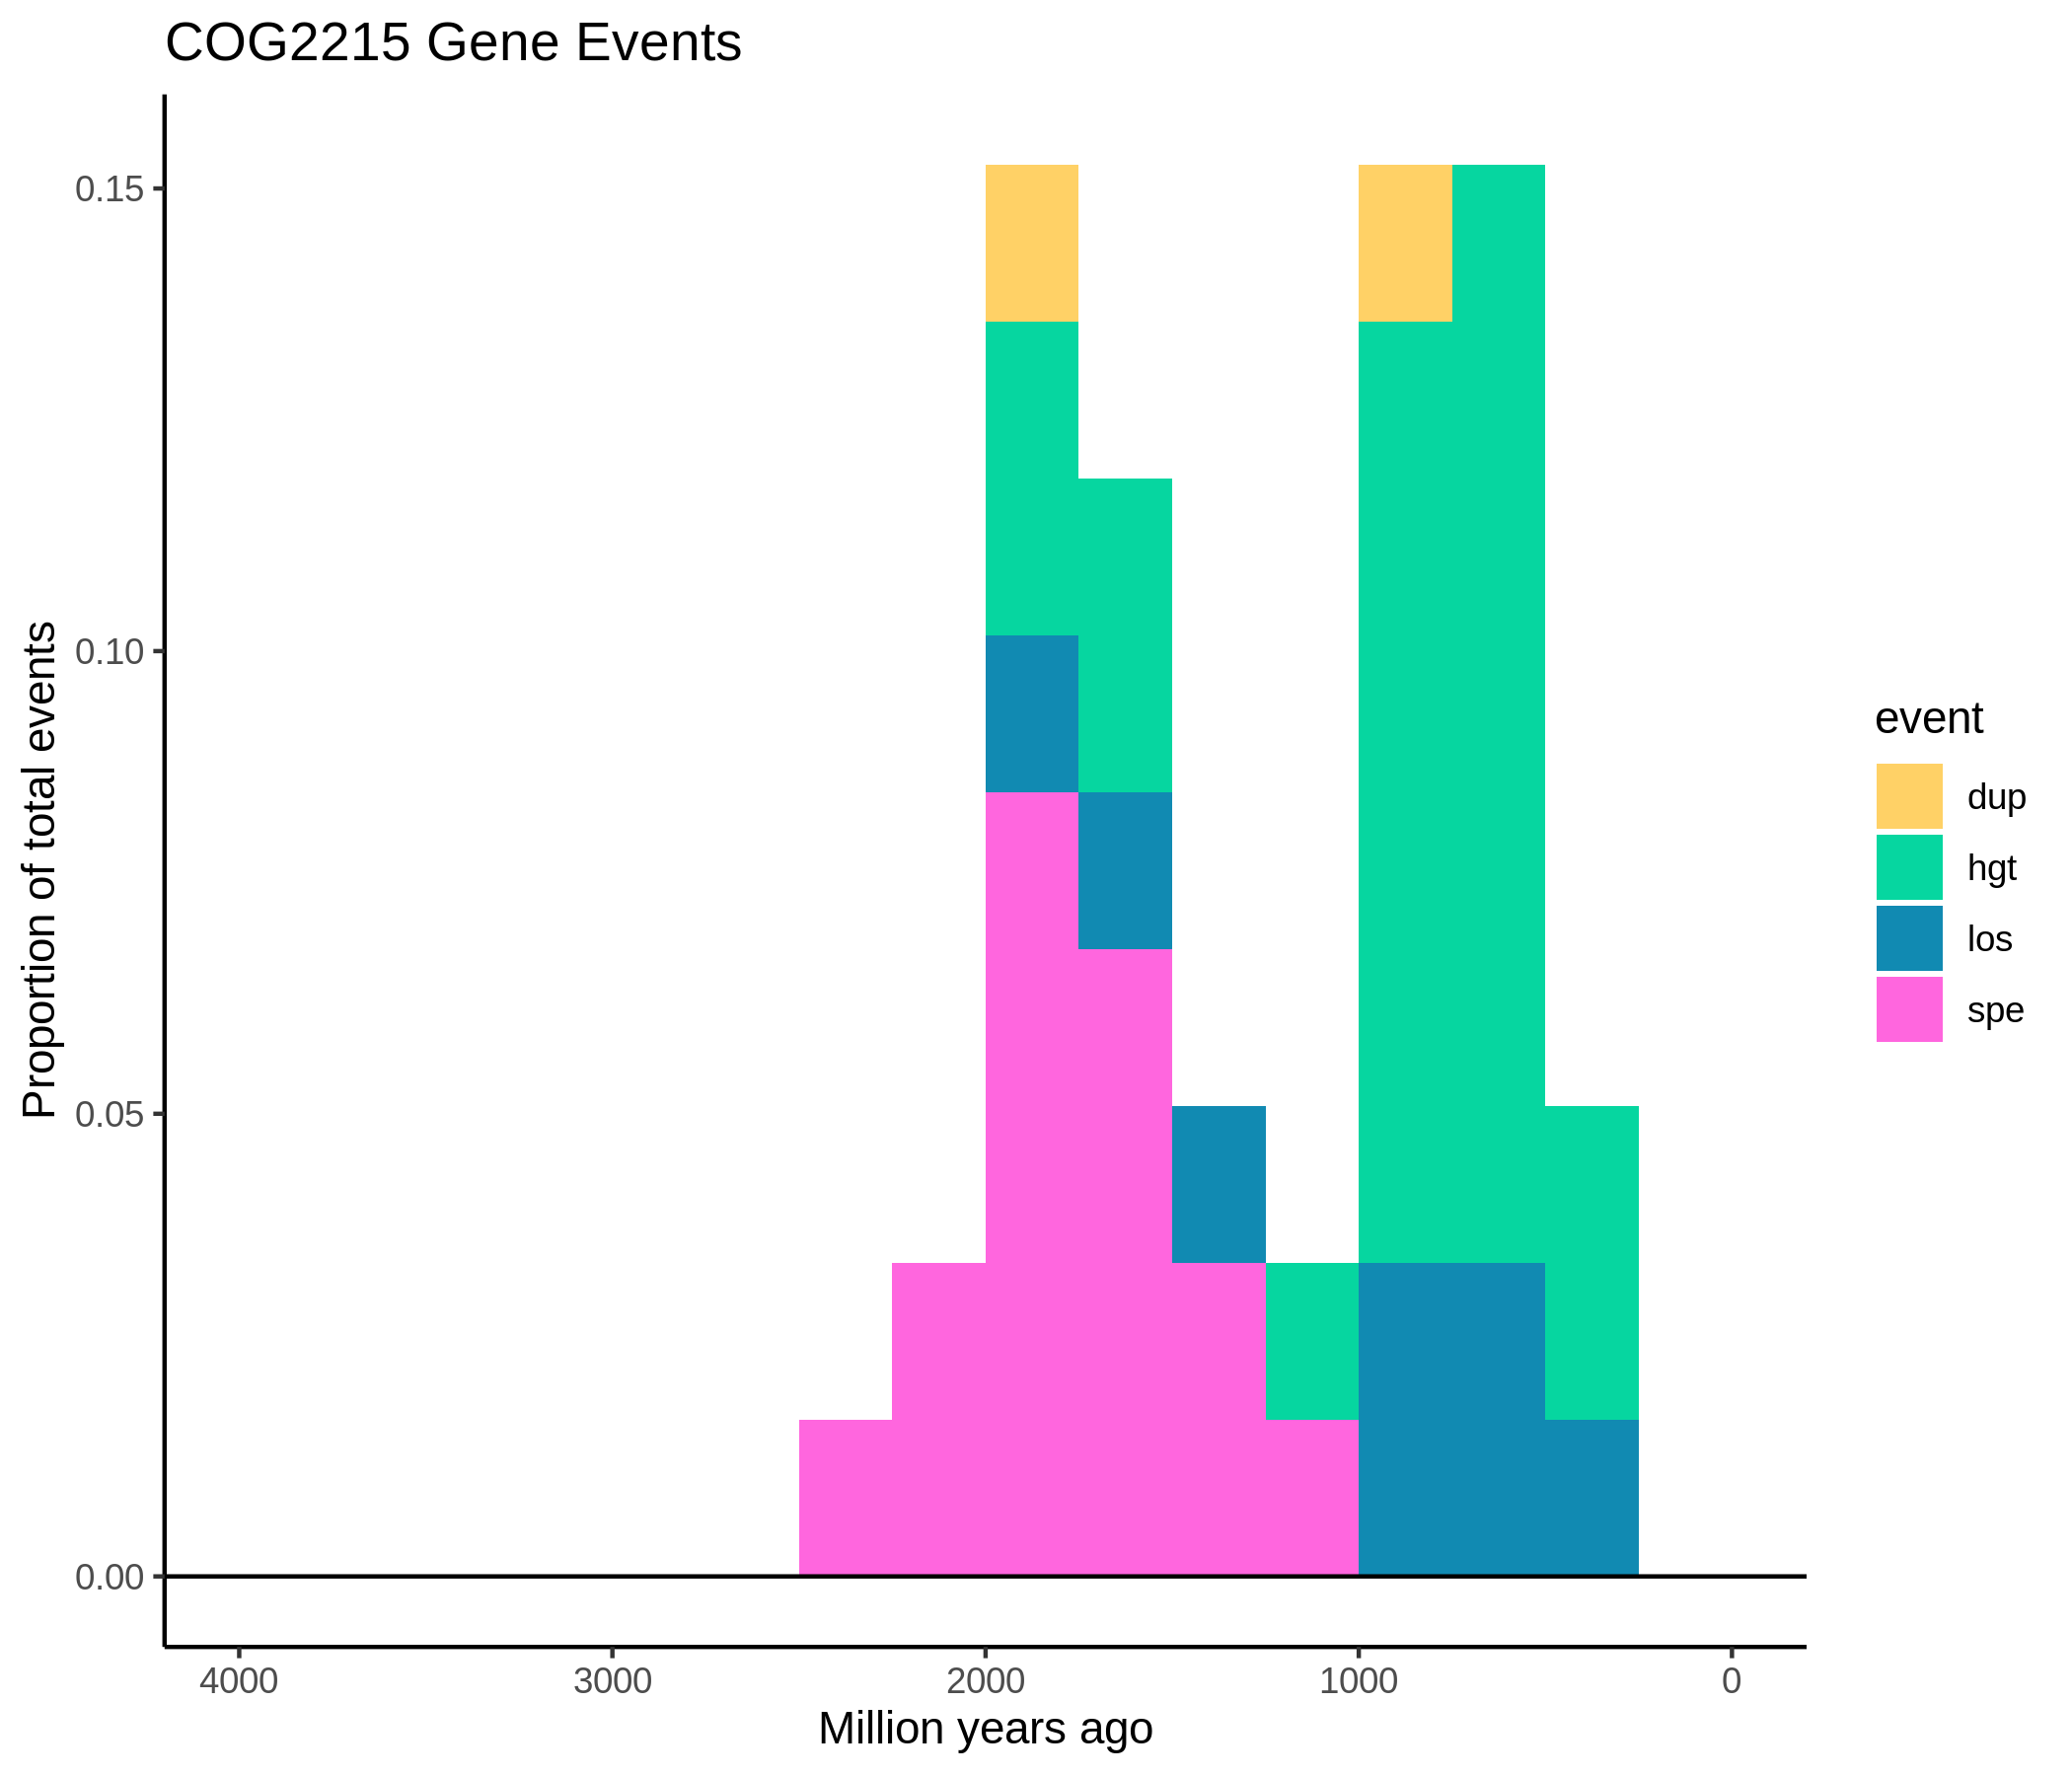 COG2215 Gene Events
Proportion of total events
0.15
0.10
0.05
0.00
4000 3000 2000 1000 0
Million years ago
event
dup
hgt
los
spe